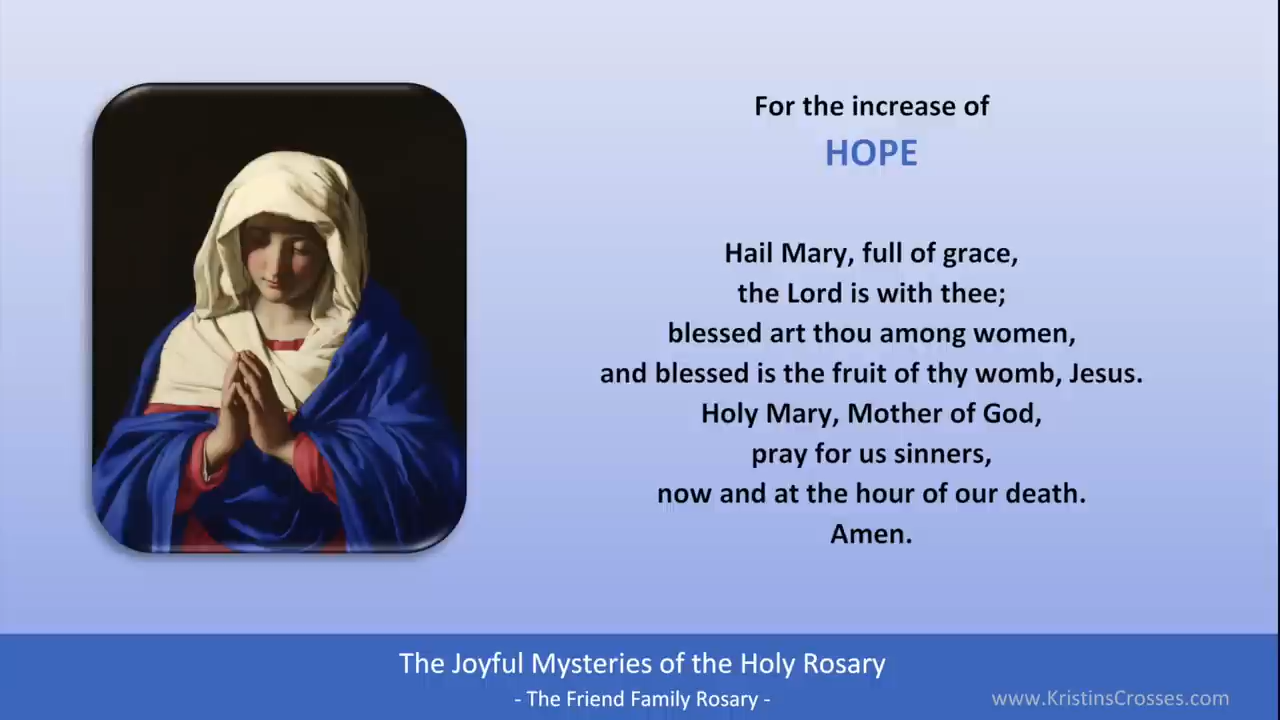 For the increase of
HOPE
Hail Mary, full of grace,
the Lord is with thee;
blessed art thou among women,
and blessed is the fruit of thy womb, Jesus.
Holy Mary, Mother of God,
pray for us sinners,
now and at the hour of our death.
Amen.
The Joyful Mysteries of the Holy Rosary
- The Friend Family Rosary -
www.KristinsCrosses.com